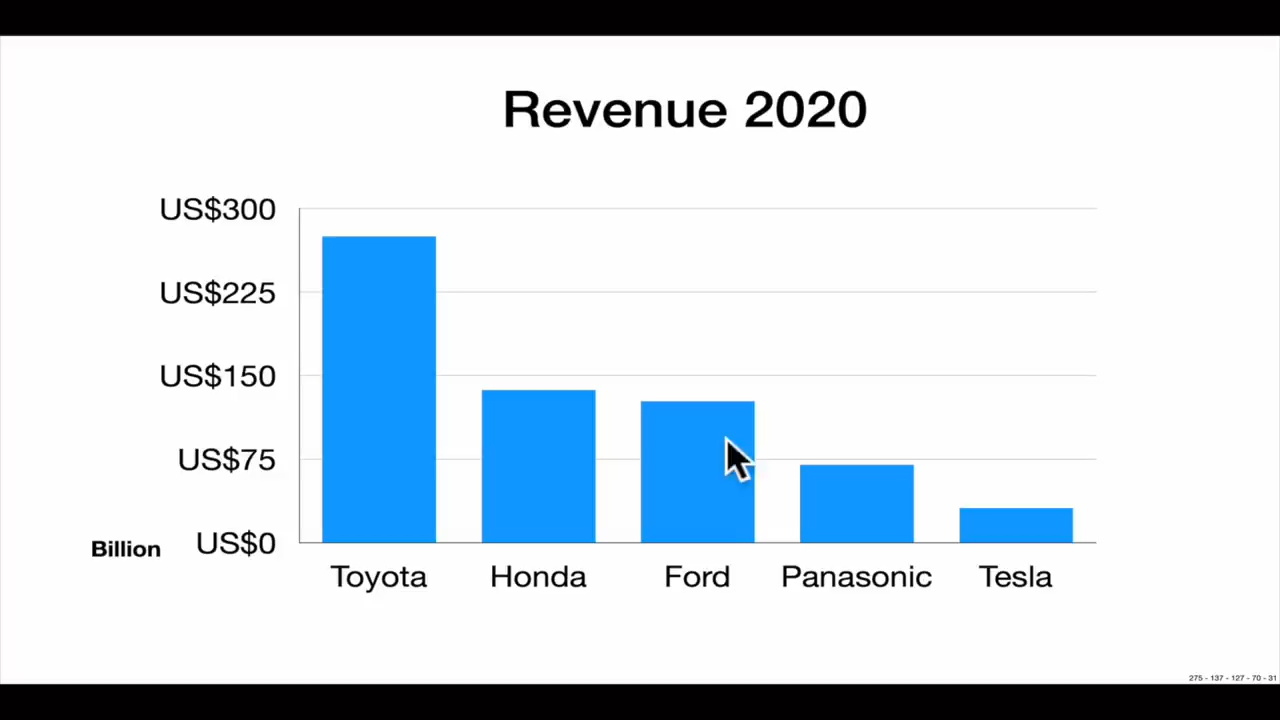 Revenue 2020
US$300
US$225
US$150
US$75
Billion US$0
Toyota Honda Ford Panasonic Tesla
275 - 137 - 127 - 70 - 31